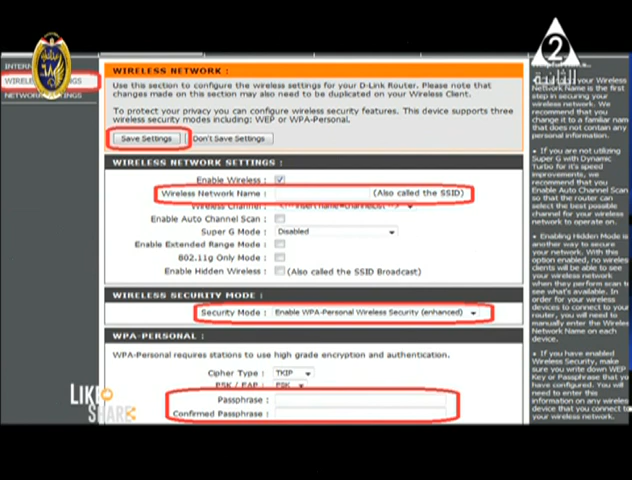 2
الثانية
INTERN
WIRELESS SETTINGS
NETWORK SETTINGS
WIRELESS NETWORK :
Use this section to configure the wireless settings for your D-Link Router. Please note that
changes made on this section may also need to be duplicated on your Wireless Client.
To protect your privacy you can configure wireless security features. This device supports three
wireless security modes including: WEP or WPA-Personal.
Save Settings Don't Save Settings
WIRELESS NETWORK SETTINGS :
Enable Wireless :
Wireless Network Name : (Also called the SSID)
Wireless Channel :
Enable Auto Channel Scan :
Super G Mode : Disabled
Enable Extended Range Mode :
802.11g Only Mode :
Enable Hidden Wireless : (Also called the SSID Broadcast)
WIRELESS SECURITY MODE :
Security Mode : Enable WPA-Personal Wireless Security (enhanced)
WPA-PERSONAL :
WPA-Personal requires stations to use high grade encryption and authentication.
Cipher Type : TKIP
PSK / EAP : PSK
Passphrase :
Confirmed Passphrase :
your Wireless
Network Name is the first
step in securing your
wireless network. We
recommend that you
change it to a familiar name
that does not contain any
personal information.
• If you are not utilizing
Super G with Dynamic
Turbo for it's speed
improvements, we
recommend that you
Enable Auto Channel Scan
so that the router can
select the best possible
channel for your wireless
network to operate on.
• Enabling Hidden Mode is
another way to secure
your network. With this
option enabled, no wireless
clients will be able to see
your wireless network
when they perform scan to
see what's available. In
order for your wireless
devices to connect to your
router, you will need to
manually enter the Wireless
Network Name on each
device.
• If you have enabled
Wireless Security, make
sure you write down WEP
Key or Passphrase that you
have configured. You will
need to enter this
information on any wireless
device that you connect to
your wireless network.
LIKE
SHARE